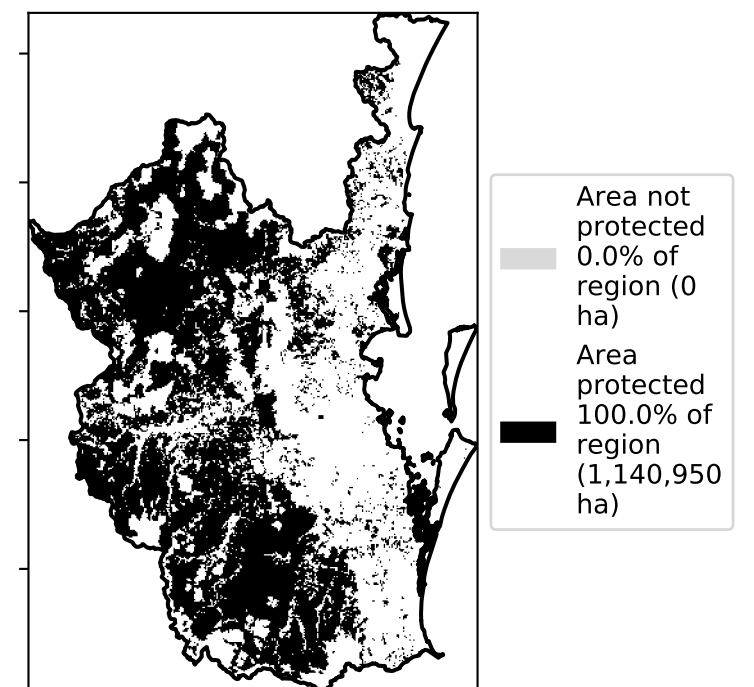 Area not
protected
0.0% of
region (0
ha)
Area
protected
100.0% of
region
(1,140,950
ha)